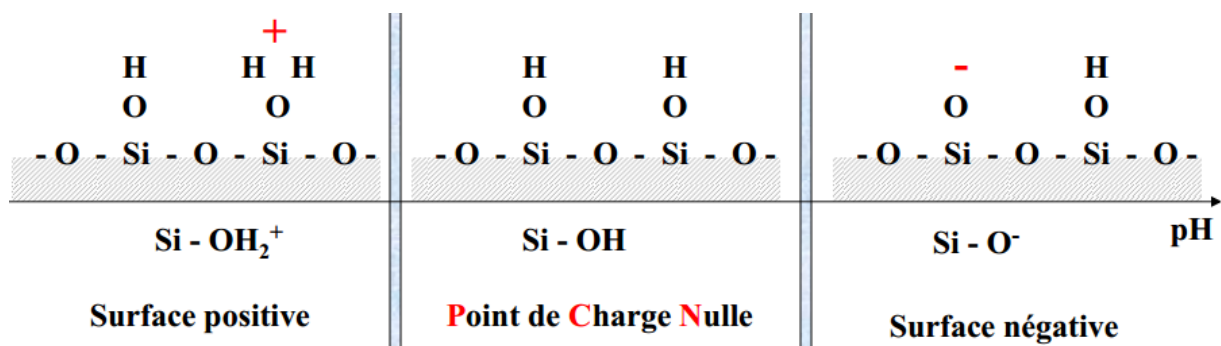 +
H H H
O O
- O - Si - O - Si - O -
Si - OH₂⁺
Surface positive
H H
O O
- O - Si - O - Si - O -
Si - OH
Point de Charge Nulle
- H
O O
- O - Si - O - Si - O -
Si - O⁻
Surface négative
pH